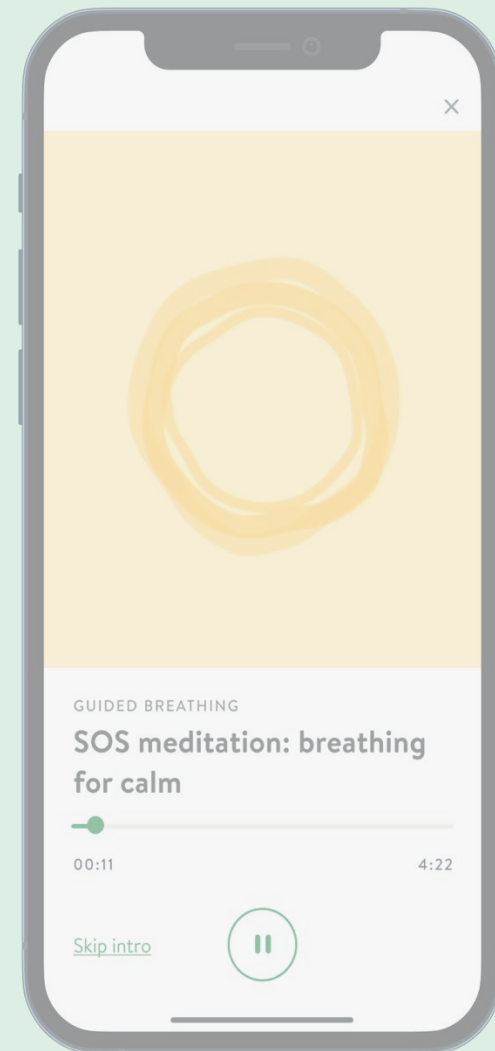 GUIDED BREATHING
SOS meditation: breathing
for calm
00:11 4:22
Skip intro